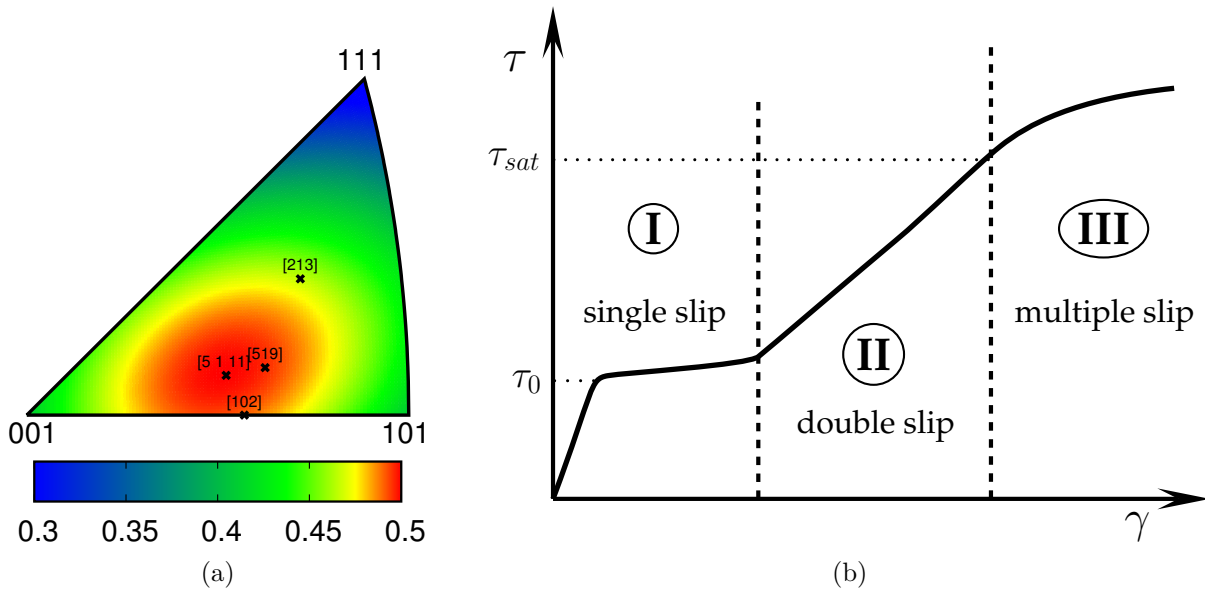 111
[213]
[5 1 11]
[519]
[102]
001
101
0.3 0.35 0.4 0.45 0.5
(a)
τ
τsat
τ0
I
single slip
II
double slip
III
multiple slip
γ
(b)